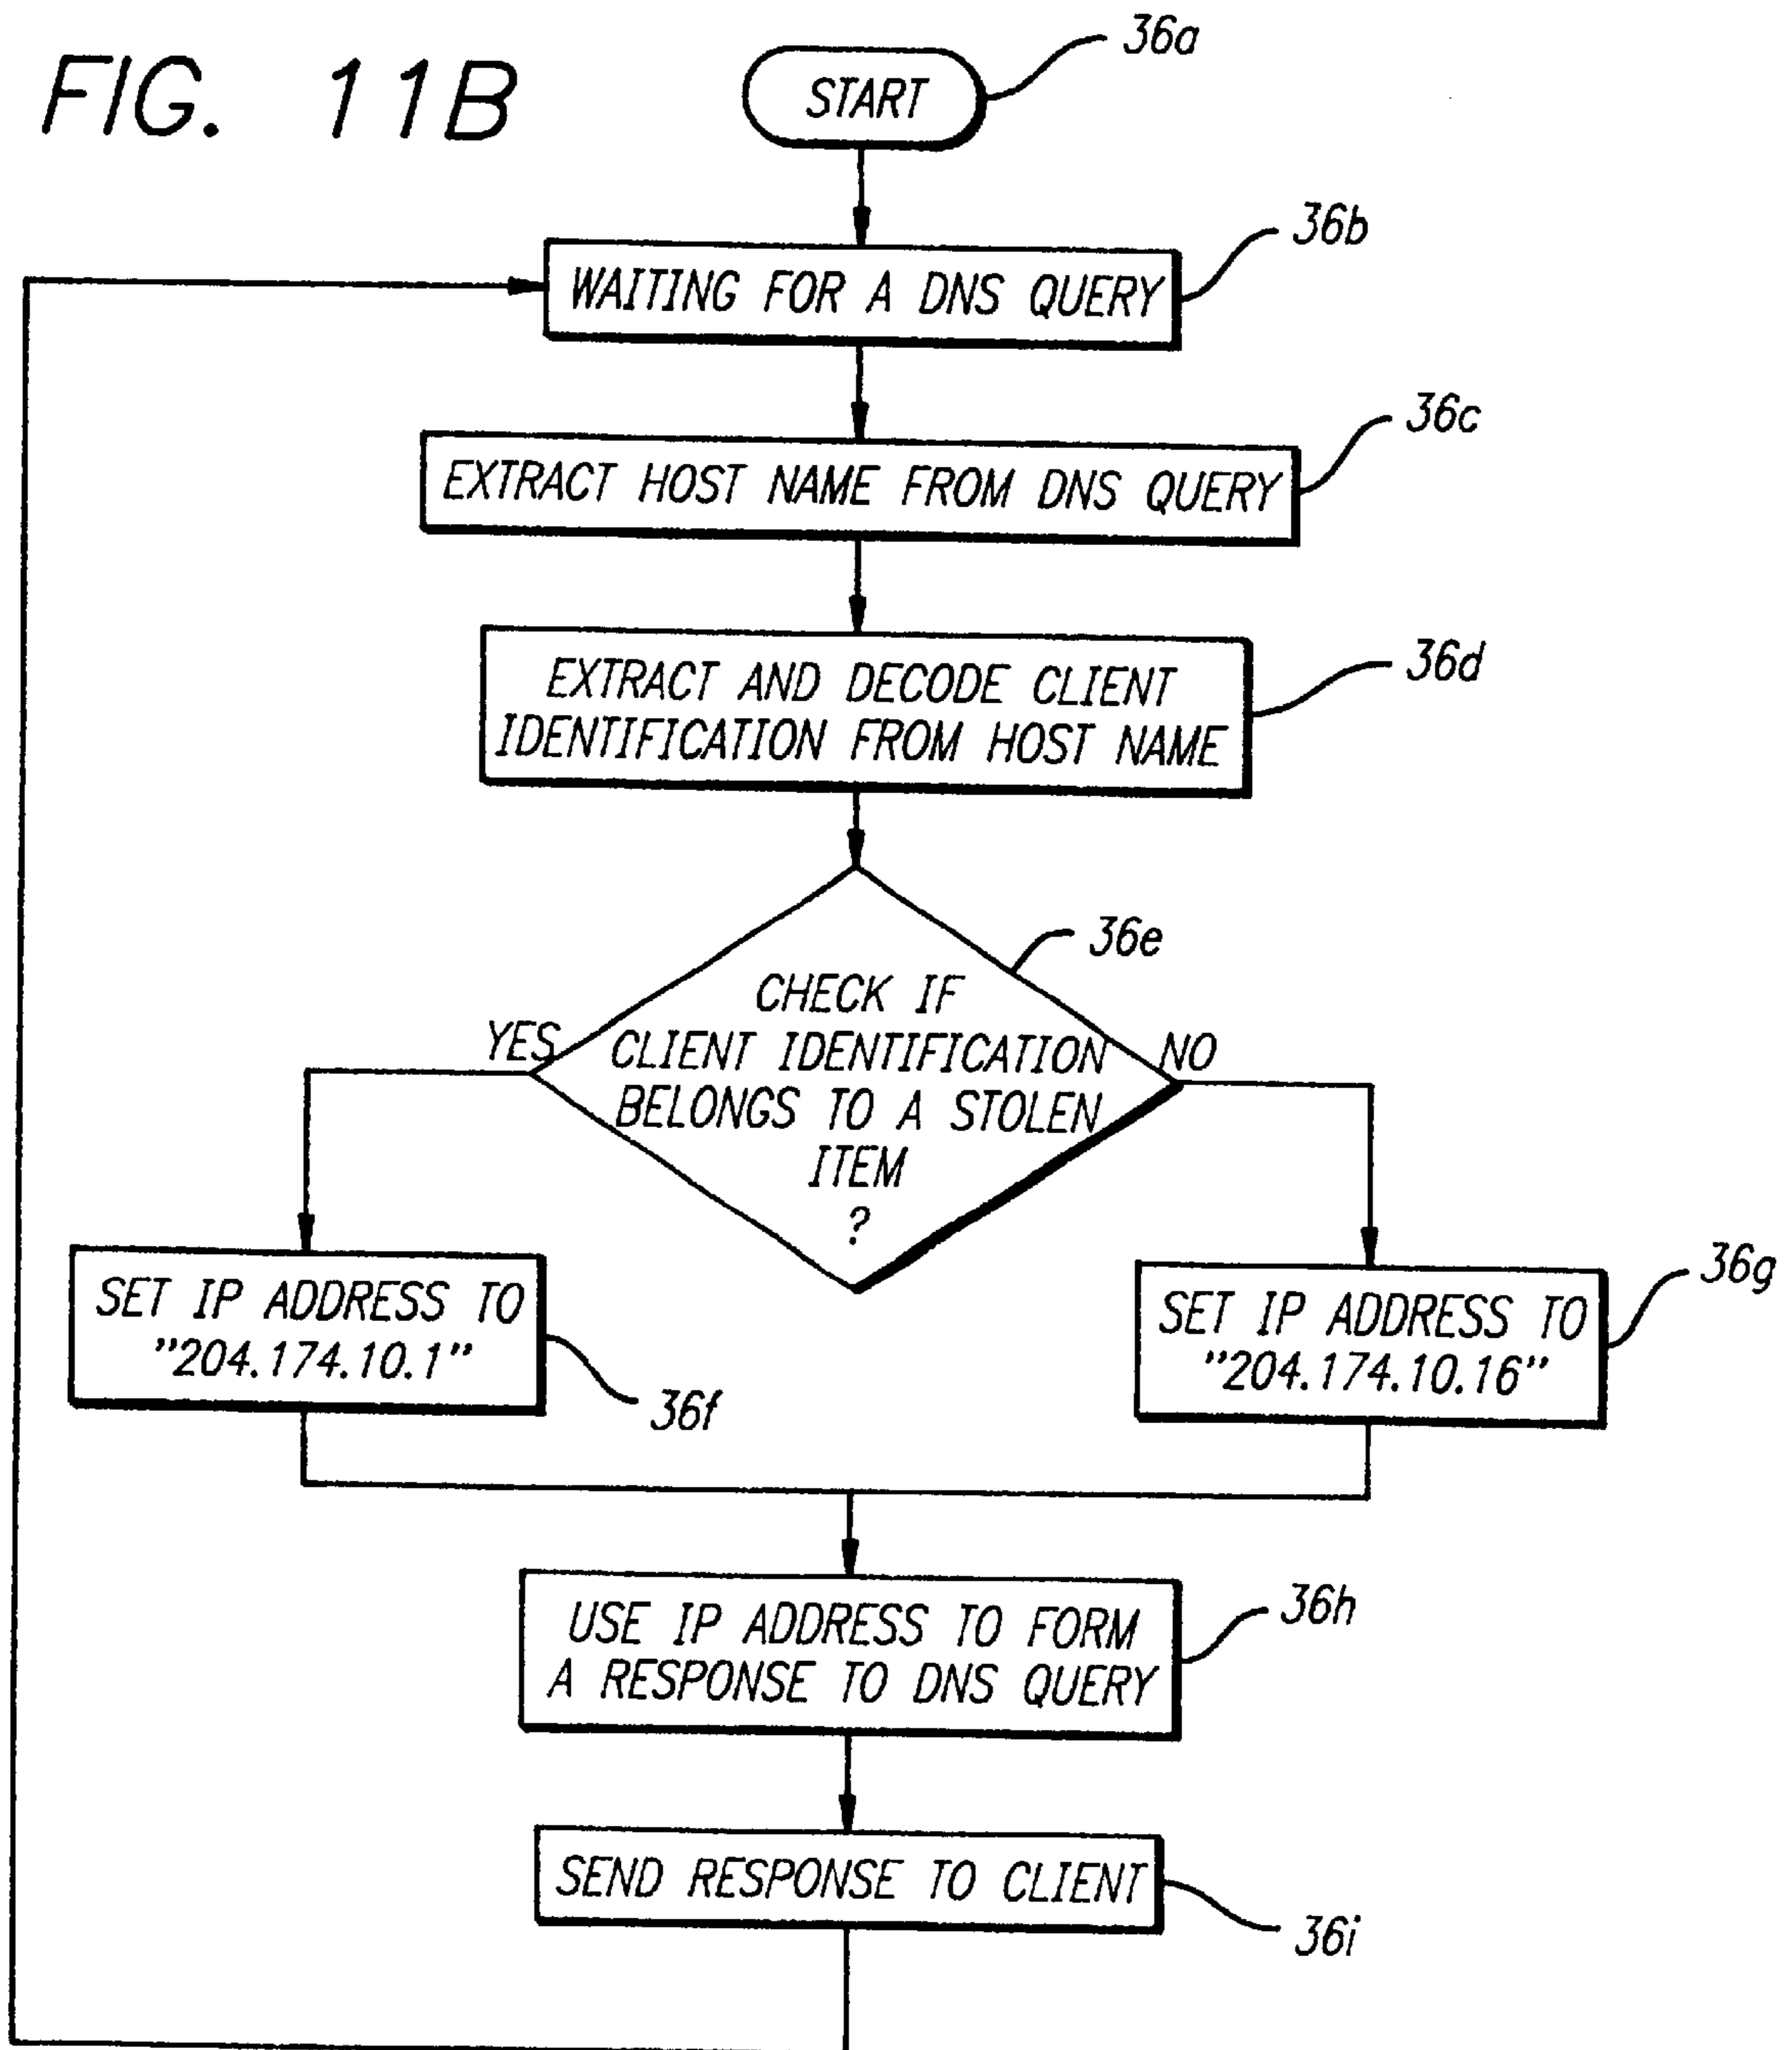 FIG. 11B
START
36a
WAITING FOR A DNS QUERY
36b
EXTRACT HOST NAME FROM DNS QUERY
36c
EXTRACT AND DECODE CLIENT
IDENTIFICATION FROM HOST NAME
36d
CHECK IF
CLIENT IDENTIFICATION
BELONGS TO A STOLEN
ITEM
?
36e
YES
NO
SET IP ADDRESS TO
"204.174.10.1"
36f
SET IP ADDRESS TO
"204.174.10.16"
36g
USE IP ADDRESS TO FORM
A RESPONSE TO DNS QUERY
36h
SEND RESPONSE TO CLIENT
36i